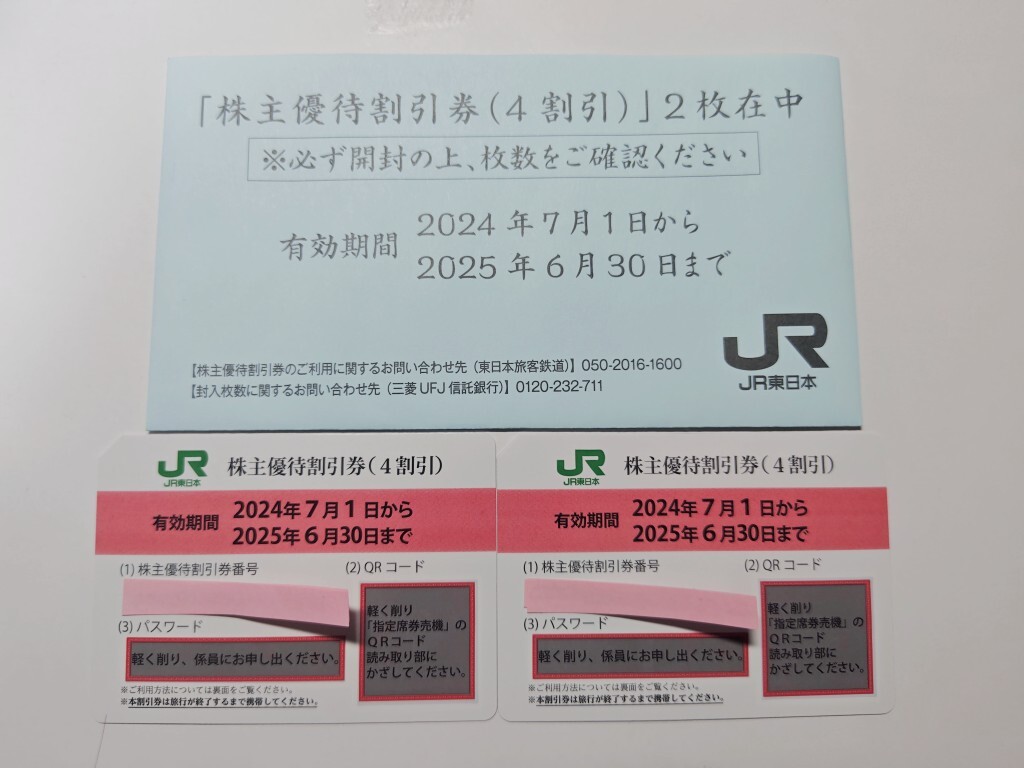 「株主優待割引券(4割引)」2枚在中
※必ず開封の上、枚数をご確認ください
有効期間 2024年7月1日から
2025年6月30日まで
【株主優待割引券のご利用に関するお問い合わせ先(東日本旅客鉄道)】050-2016-1600
【封入枚数に関するお問い合わせ先(三菱UFJ信託銀行)】0120-232-711
JR
JR東日本
JR
JR東日本
株主優待割引券(4割引)
有効期間 2024年7月1日から
2025年6月30日まで
(1) 株主優待割引券番号
(2) QRコード
(3) パスワード
軽く削り、係員にお申し出ください。
軽く削り
「指定席券売機」の
QRコード
読み取り部に
かざしてください。
※ご利用方法については裏面をご覧ください。
※本割引券は旅行が終了するまで携帯してください。
JR
JR東日本
株主優待割引券(4割引)
有効期間 2024年7月1日から
2025年6月30日まで
(1) 株主優待割引券番号
(2) QRコード
(3) パスワード
軽く削り、係員にお申し出ください。
軽く削り
「指定席券売機」の
QRコード
読み取り部に
かざしてください。
※ご利用方法については裏面をご覧ください。
※本割引券は旅行が終了するまで携帯してください。